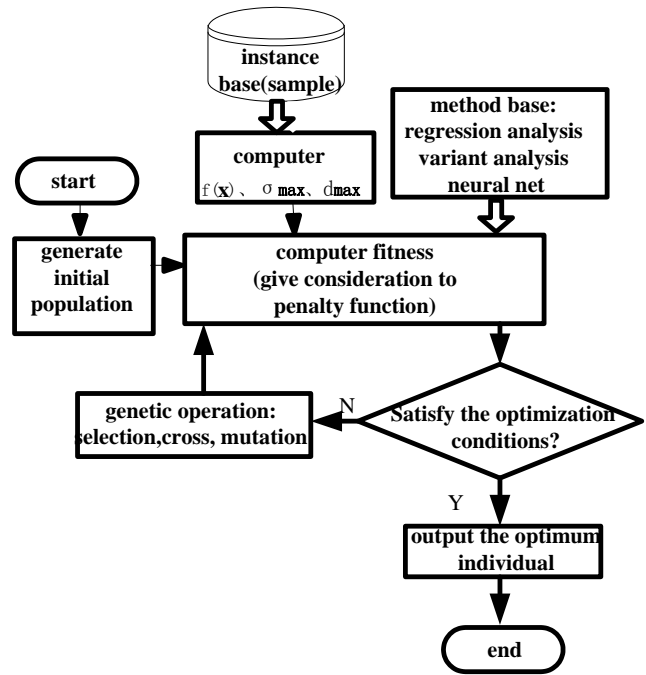 instance
base(sample)
method base:
regression analysis
variant analysis
neural net
computer
f(x)、σmax、dmax
start
generate
initial
population
computer fitness
(give consideration to
penalty function)
genetic operation:
selection,cross, mutation
N
Satisfy the optimization
conditions?
Y
output the optimum
individual
end